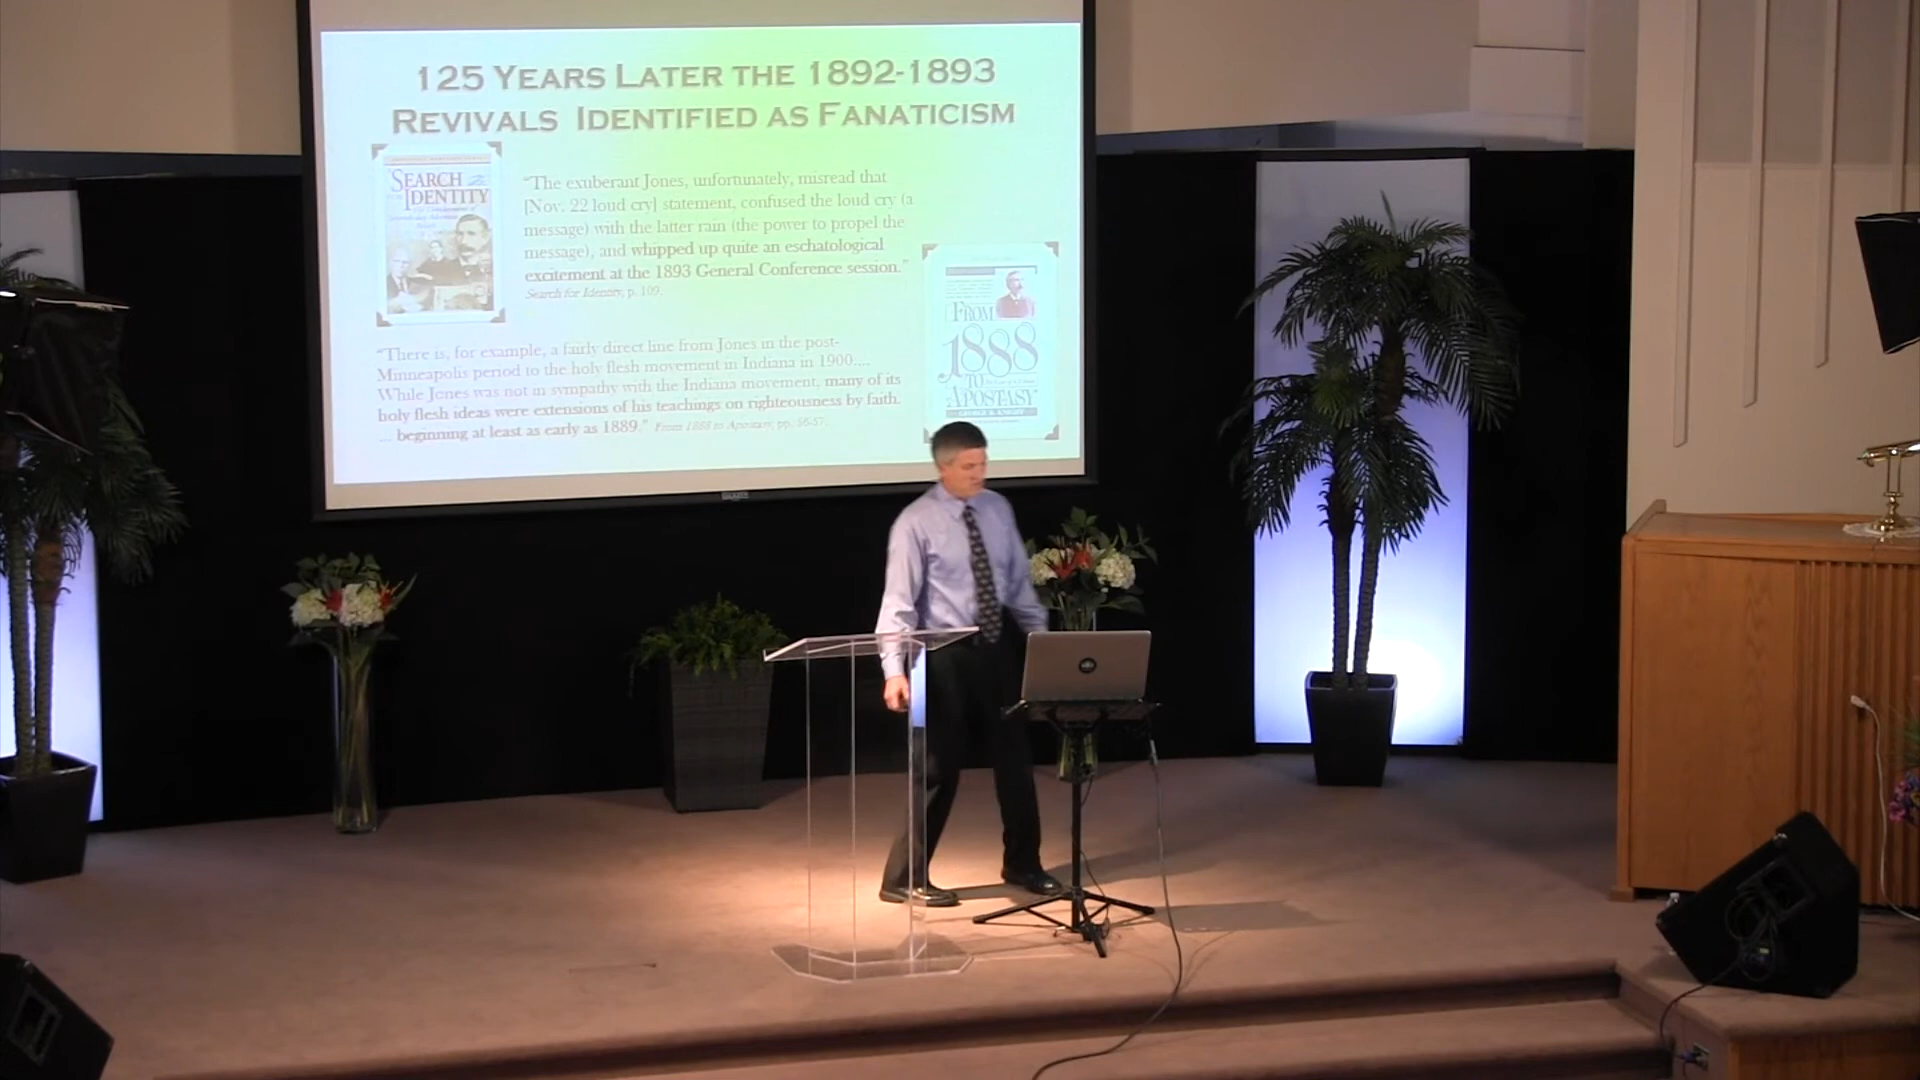 125 YEARS LATER THE 1892-1893
REVIVALS IDENTIFIED AS FANATICISM
SEARCH
IDENTITY
"The exuberant Jones, unfortunately, misread that
[Nov. 22 loud cry] statement, confused the loud cry (a
message) with the latter rain (the power to propel the
message), and whipped up quite an eschatological
excitement at the 1893 General Conference session."
Search for Identity, p. 109.
FROM
1888
TO
APOSTASY
GEORGE R. KNIGHT
"There is, for example, a fairly direct line from Jones in the post-
Minneapolis period to the holy flesh movement in Indiana in 1900....
While Jones was not in sympathy with the Indiana movement, many of its
holy flesh ideas were extensions of his teachings on righteousness by faith.
... beginning at least as early as 1889." From 1888 to Apostasy, pp. 56-57.